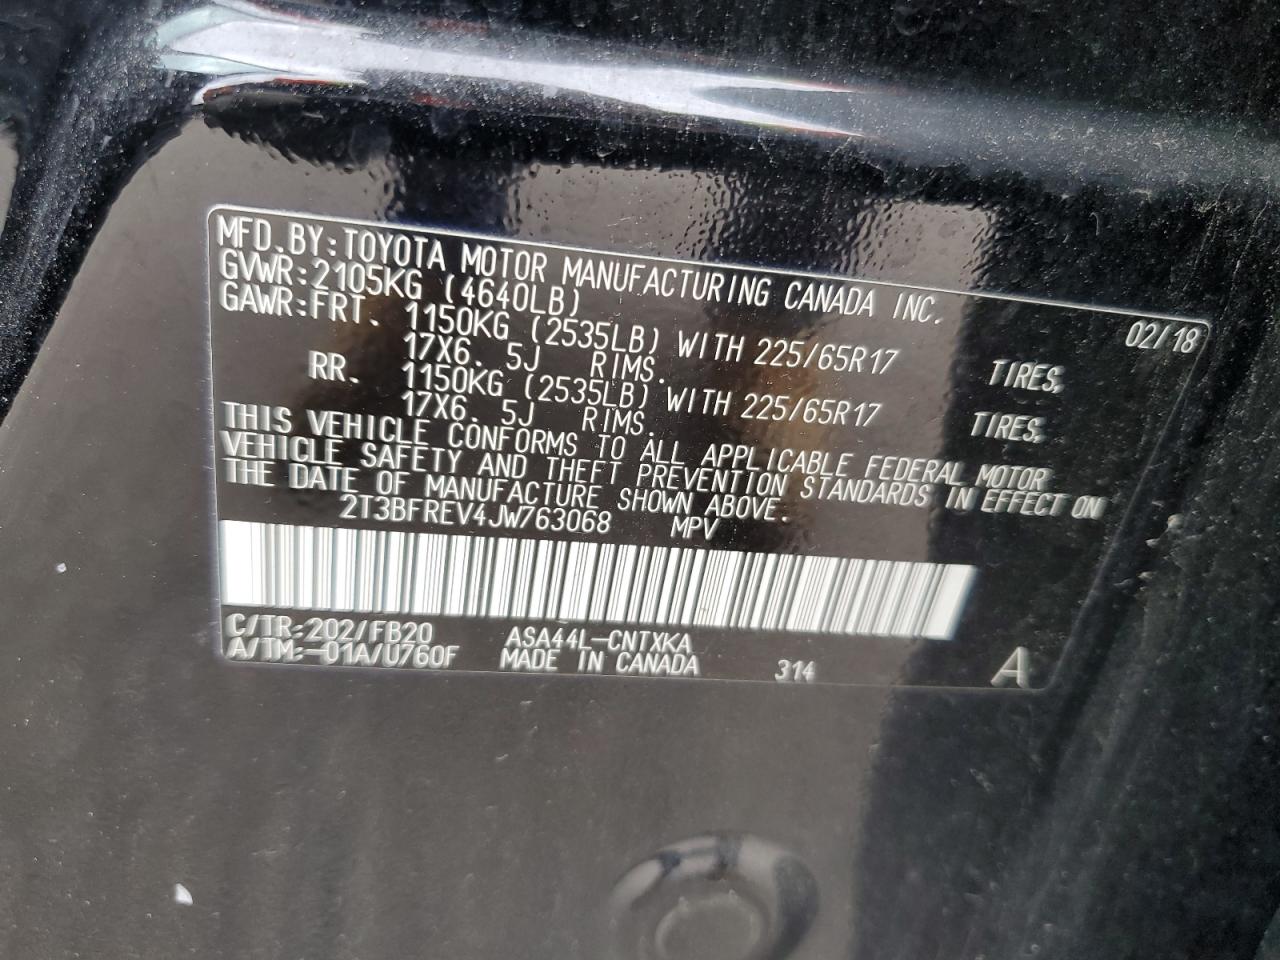 MFD. BY: TOYOTA MOTOR MANUFACTURING CANADA INC.
GVWR: 2105KG (4640LB) 02/18
GAWR: FRT. 1150KG (2535LB) WITH 225/65R17 TIRES,
17X6. 5J RIMS.
RR. 1150KG (2535LB) WITH 225/65R17 TIRES,
17X6. 5J RIMS.
THIS VEHICLE CONFORMS TO ALL APPLICABLE FEDERAL MOTOR
VEHICLE SAFETY AND THEFT PREVENTION STANDARDS IN EFFECT ON
THE DATE OF MANUFACTURE SHOWN ABOVE.
2T3BFREV4JW763068 MPV
C/TR: 202/FB20 ASA44L-CNTXKA
A/TM: -01A/U760F MADE IN CANADA 314 A